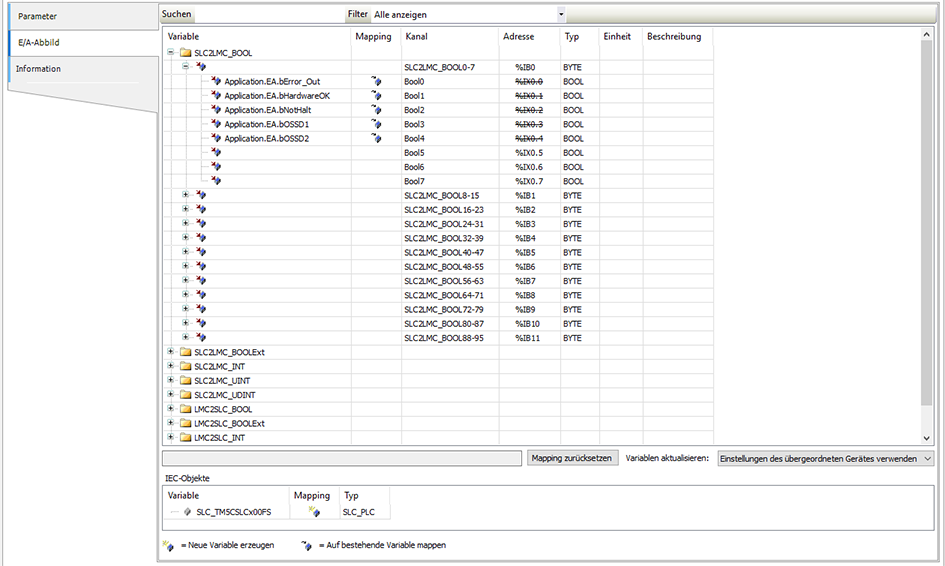 Parameter
E/A-Abbild
Information
Suchen Filter Alle anzeigen
Variable Mapping Kanal Adresse Typ Einheit Beschreibung
SLC2LMC_BOOL
SLC2LMC_BOOL0-7 %IB0 BYTE
Application.EA.bError_Out Bool0 %IX0.0 BOOL
Application.EA.bHardwareOK Bool1 %IX0.1 BOOL
Application.EA.bNotHalt Bool2 %IX0.2 BOOL
Application.EA.bOSSD1 Bool3 %IX0.3 BOOL
Application.EA.bOSSD2 Bool4 %IX0.4 BOOL
Bool5 %IX0.5 BOOL
Bool6 %IX0.6 BOOL
Bool7 %IX0.7 BOOL
SLC2LMC_BOOL8-15 %IB1 BYTE
SLC2LMC_BOOL16-23 %IB2 BYTE
SLC2LMC_BOOL24-31 %IB3 BYTE
SLC2LMC_BOOL32-39 %IB4 BYTE
SLC2LMC_BOOL40-47 %IB5 BYTE
SLC2LMC_BOOL48-55 %IB6 BYTE
SLC2LMC_BOOL56-63 %IB7 BYTE
SLC2LMC_BOOL64-71 %IB8 BYTE
SLC2LMC_BOOL72-79 %IB9 BYTE
SLC2LMC_BOOL80-87 %IB10 BYTE
SLC2LMC_BOOL88-95 %IB11 BYTE
SLC2LMC_BOOLExt
SLC2LMC_INT
SLC2LMC_UINT
SLC2LMC_UDINT
LMC2SLC_BOOL
LMC2SLC_BOOLExt
LMC2SLC_INT
Mapping zurücksetzen Variablen aktualisieren: Einstellungen des übergeordneten Gerätes verwenden
IEC-Objekte
Variable Mapping Typ
SLC_TM5CSLCx00FS SLC_PLC
= Neue Variable erzeugen = Auf bestehende Variable mappen